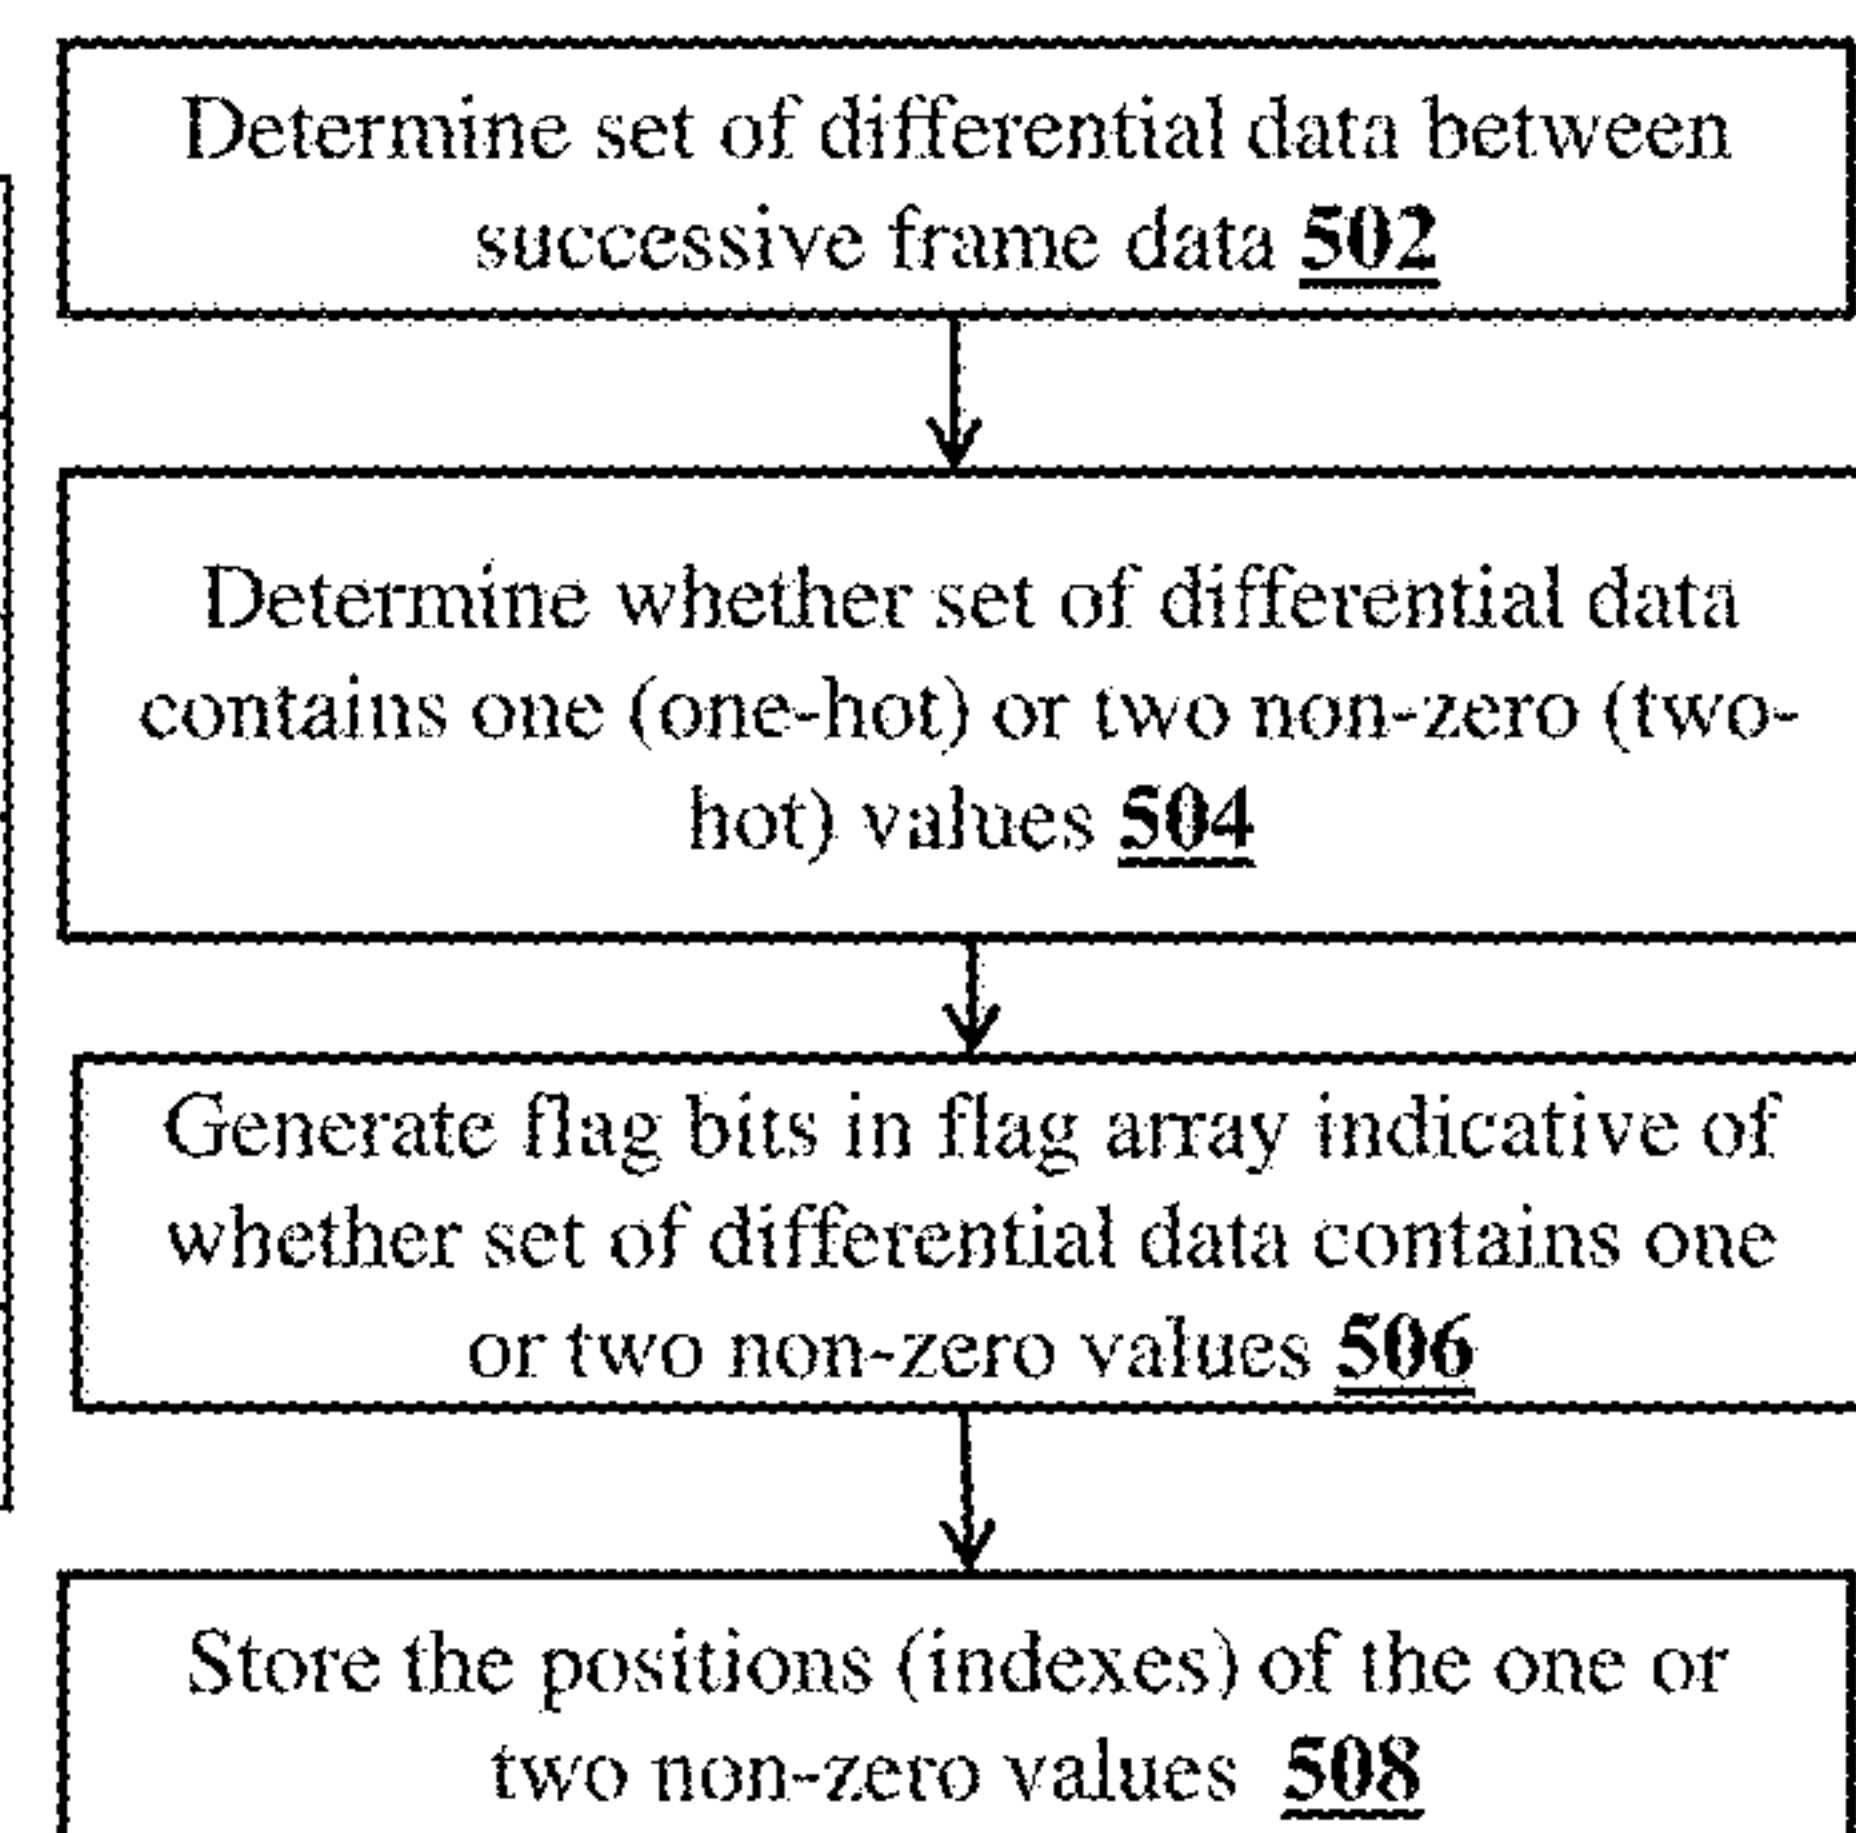 Determine set of differential data between
successive frame data 502
Determine whether set of differential data
contains one (one-hot) or two non-zero (two-
hot) values 504
Generate flag bits in flag array indicative of
whether set of differential data contains one
or two non-zero values 506
Store the positions (indexes) of the one or
two non-zero values 508